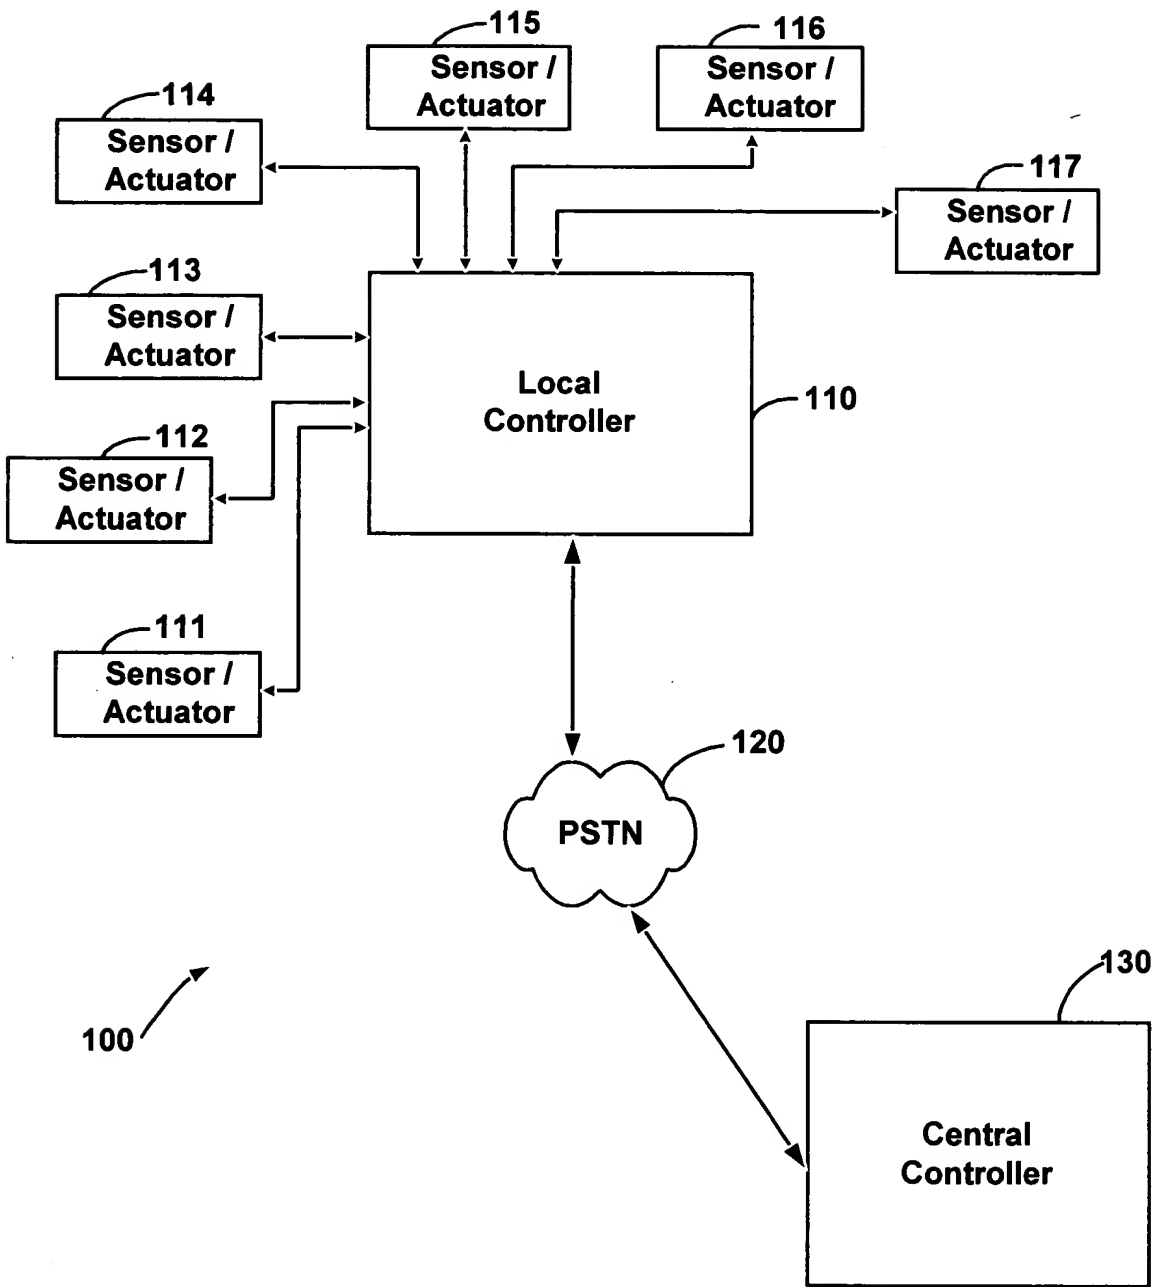 115
Sensor /
Actuator
116
Sensor /
Actuator
114
Sensor /
Actuator
117
Sensor /
Actuator
113
Sensor /
Actuator
Local
Controller
110
112
Sensor /
Actuator
111
Sensor /
Actuator
120
PSTN
130
100
Central
Controller